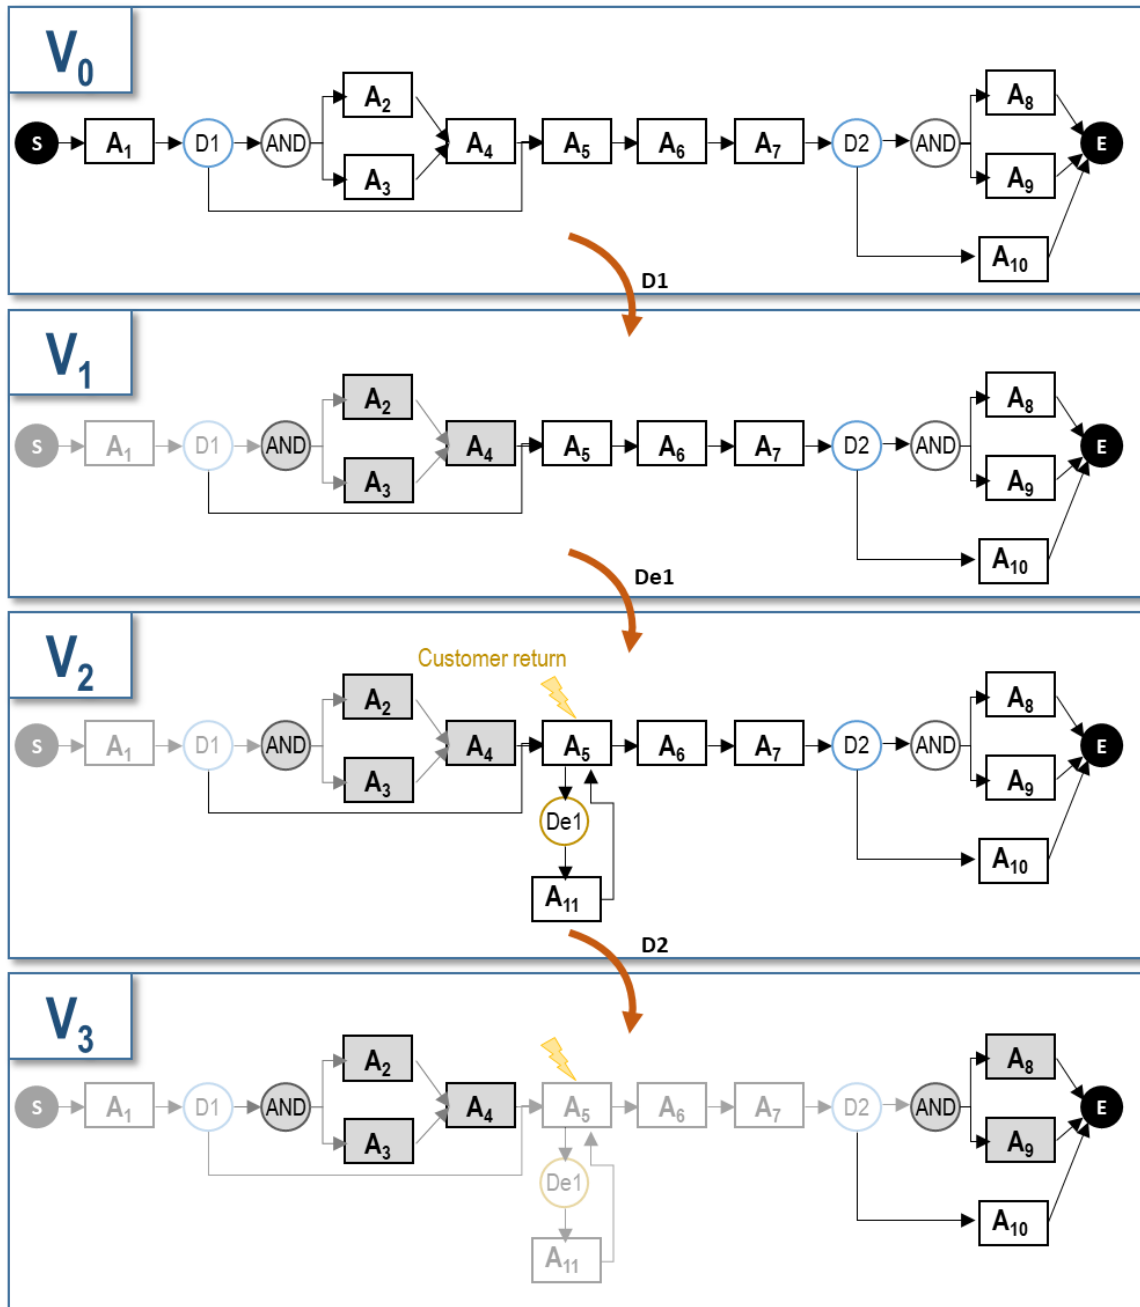 V0
A2
A8
S A1 D1 AND A4 A5 A6 A7 D2 AND E
A3
A9
A10
D1
V1
A2
A8
S A1 D1 AND A4 A5 A6 A7 D2 AND E
A3
A9
A10
De1
V2
Customer return
A2
A8
S A1 D1 AND A4 A5 A6 A7 D2 AND E
A3
A9
De1
A10
A11
D2
V3
A2
A8
S A1 D1 AND A4 A5 A6 A7 D2 AND E
A3
A9
De1
A10
A11